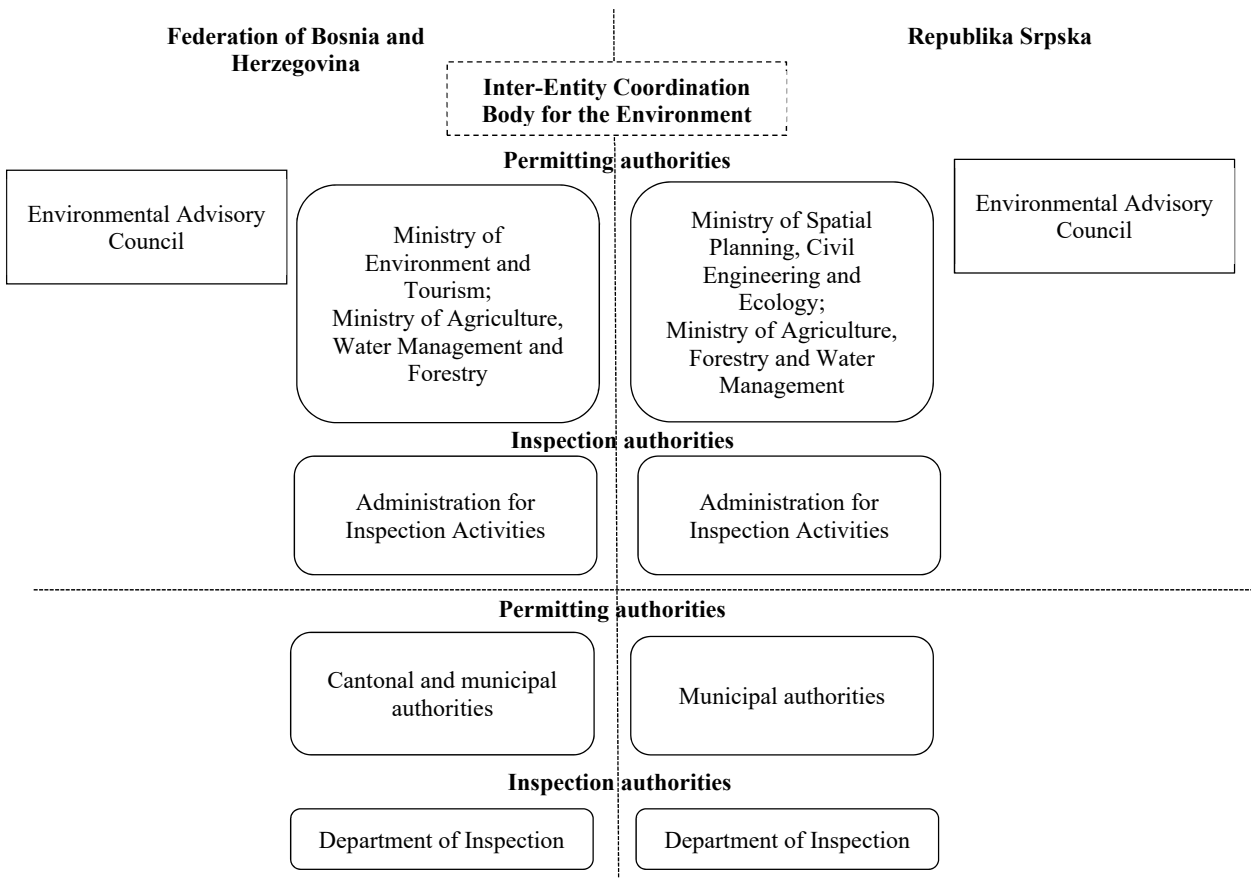 Federation of Bosnia and
Herzegovina
Republika Srpska
Inter-Entity Coordination
Body for the Environment
Permitting authorities
Environmental Advisory
Council
Ministry of
Environment and
Tourism;
Ministry of Agriculture,
Water Management and
Forestry
Ministry of Spatial
Planning, Civil
Engineering and
Ecology;
Ministry of Agriculture,
Forestry and Water
Management
Environmental Advisory
Council
Inspection authorities
Administration for
Inspection Activities
Administration for
Inspection Activities
Permitting authorities
Cantonal and municipal
authorities
Municipal authorities
Inspection authorities
Department of Inspection
Department of Inspection